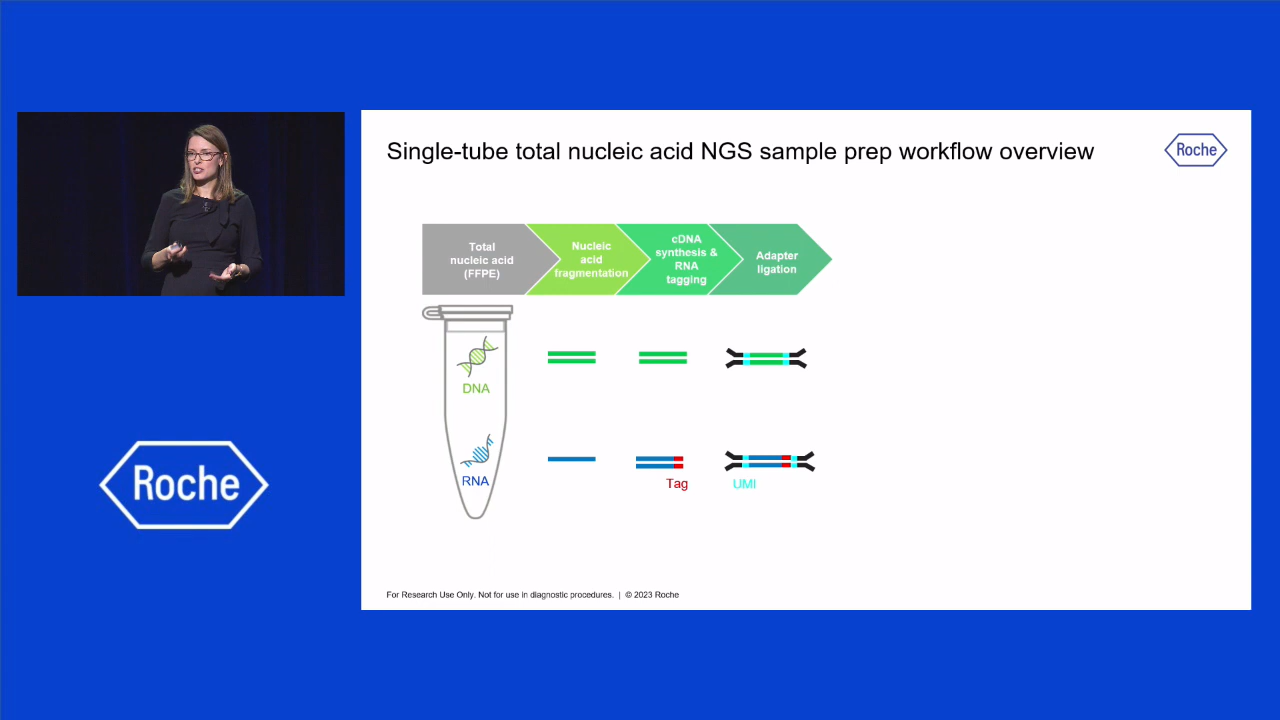 Single-tube total nucleic acid NGS sample prep workflow overview
Roche
Total
nucleic acid
(FFPE)
Nucleic
acid
fragmentation
cDNA
synthesis &
RNA
tagging
Adapter
ligation
DNA
RNA
Tag
UMI
Roche
For Research Use Only. Not for use in diagnostic procedures. | © 2023 Roche